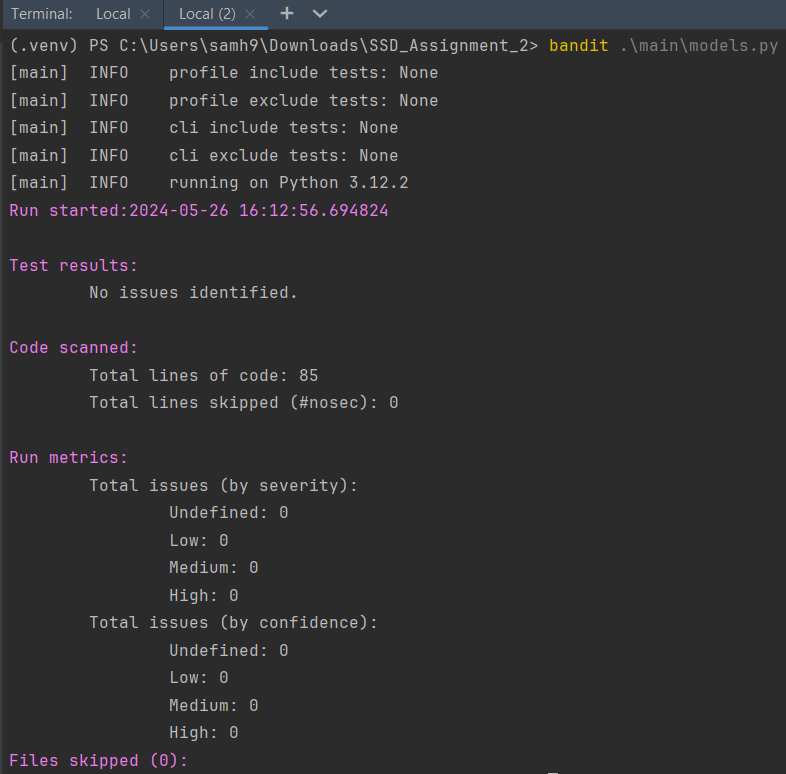 Terminal: Local × Local (2) × +
(.venv) PS C:\Users\samh9\Downloads\SSD_Assignment_2> bandit .\main\models.py
[main]  INFO    profile include tests: None
[main]  INFO    profile exclude tests: None
[main]  INFO    cli include tests: None
[main]  INFO    cli exclude tests: None
[main]  INFO    running on Python 3.12.2
Run started:2024-05-26 16:12:56.694824
Test results:
No issues identified.
Code scanned:
Total lines of code: 85
Total lines skipped (#nosec): 0
Run metrics:
Total issues (by severity):
Undefined: 0
Low: 0
Medium: 0
High: 0
Total issues (by confidence):
Undefined: 0
Low: 0
Medium: 0
High: 0
Files skipped (0):